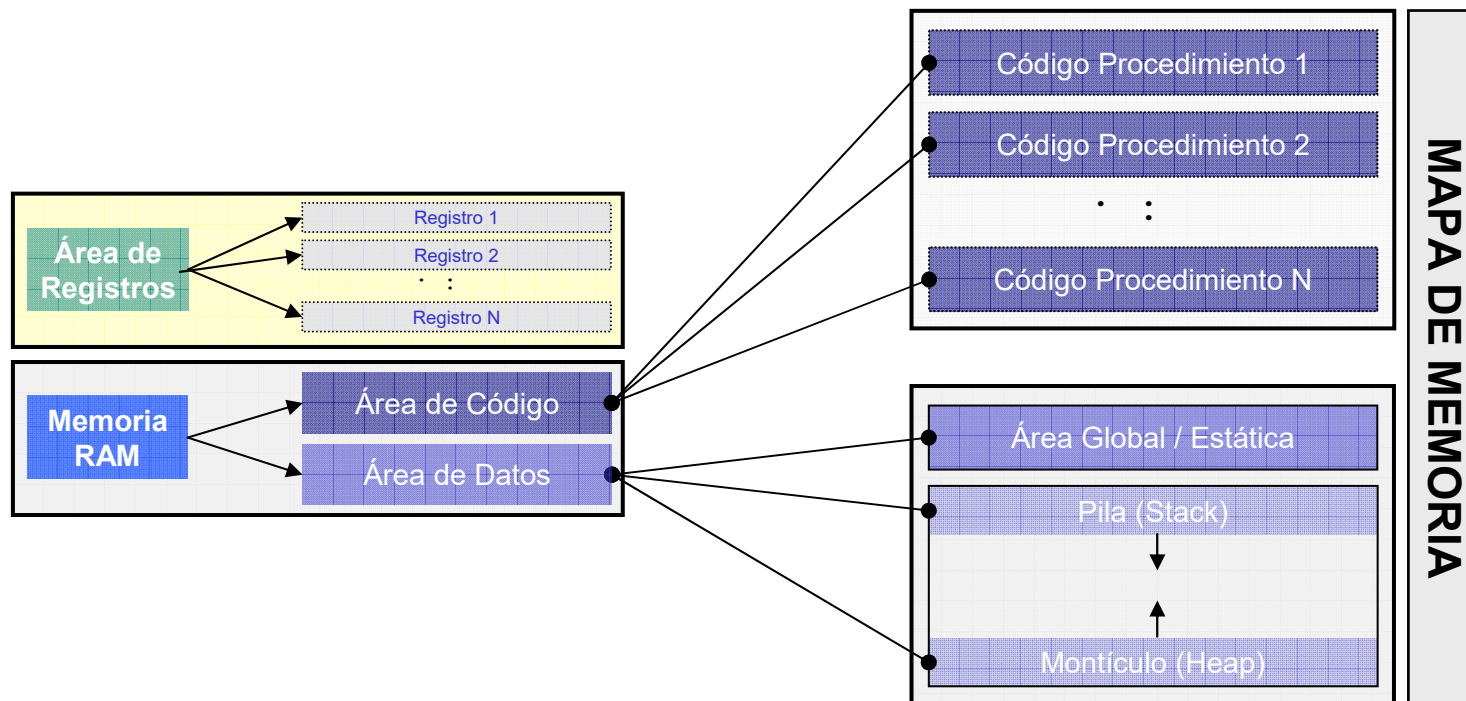 Área de
Registros
Registro 1
Registro 2
. :
Registro N
Memoria
RAM
Área de Código
Área de Datos
Código Procedimiento 1
Código Procedimiento 2
. :
Código Procedimiento N
Área Global / Estática
Pila (Stack)
Montículo (Heap)
MAPA DE MEMORIA